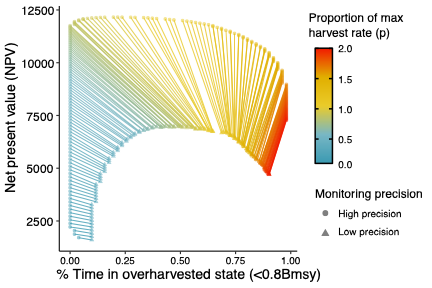 Net present value (NPV)
12500
10000
7500
5000
2500
0.00
0.25
0.50
0.75
1.00
% Time in overharvested state (<0.8Bmsy)
Proportion of max
harvest rate (p)
2.0
1.5
1.0
0.5
0.0
Monitoring precision
High precision
Low precision